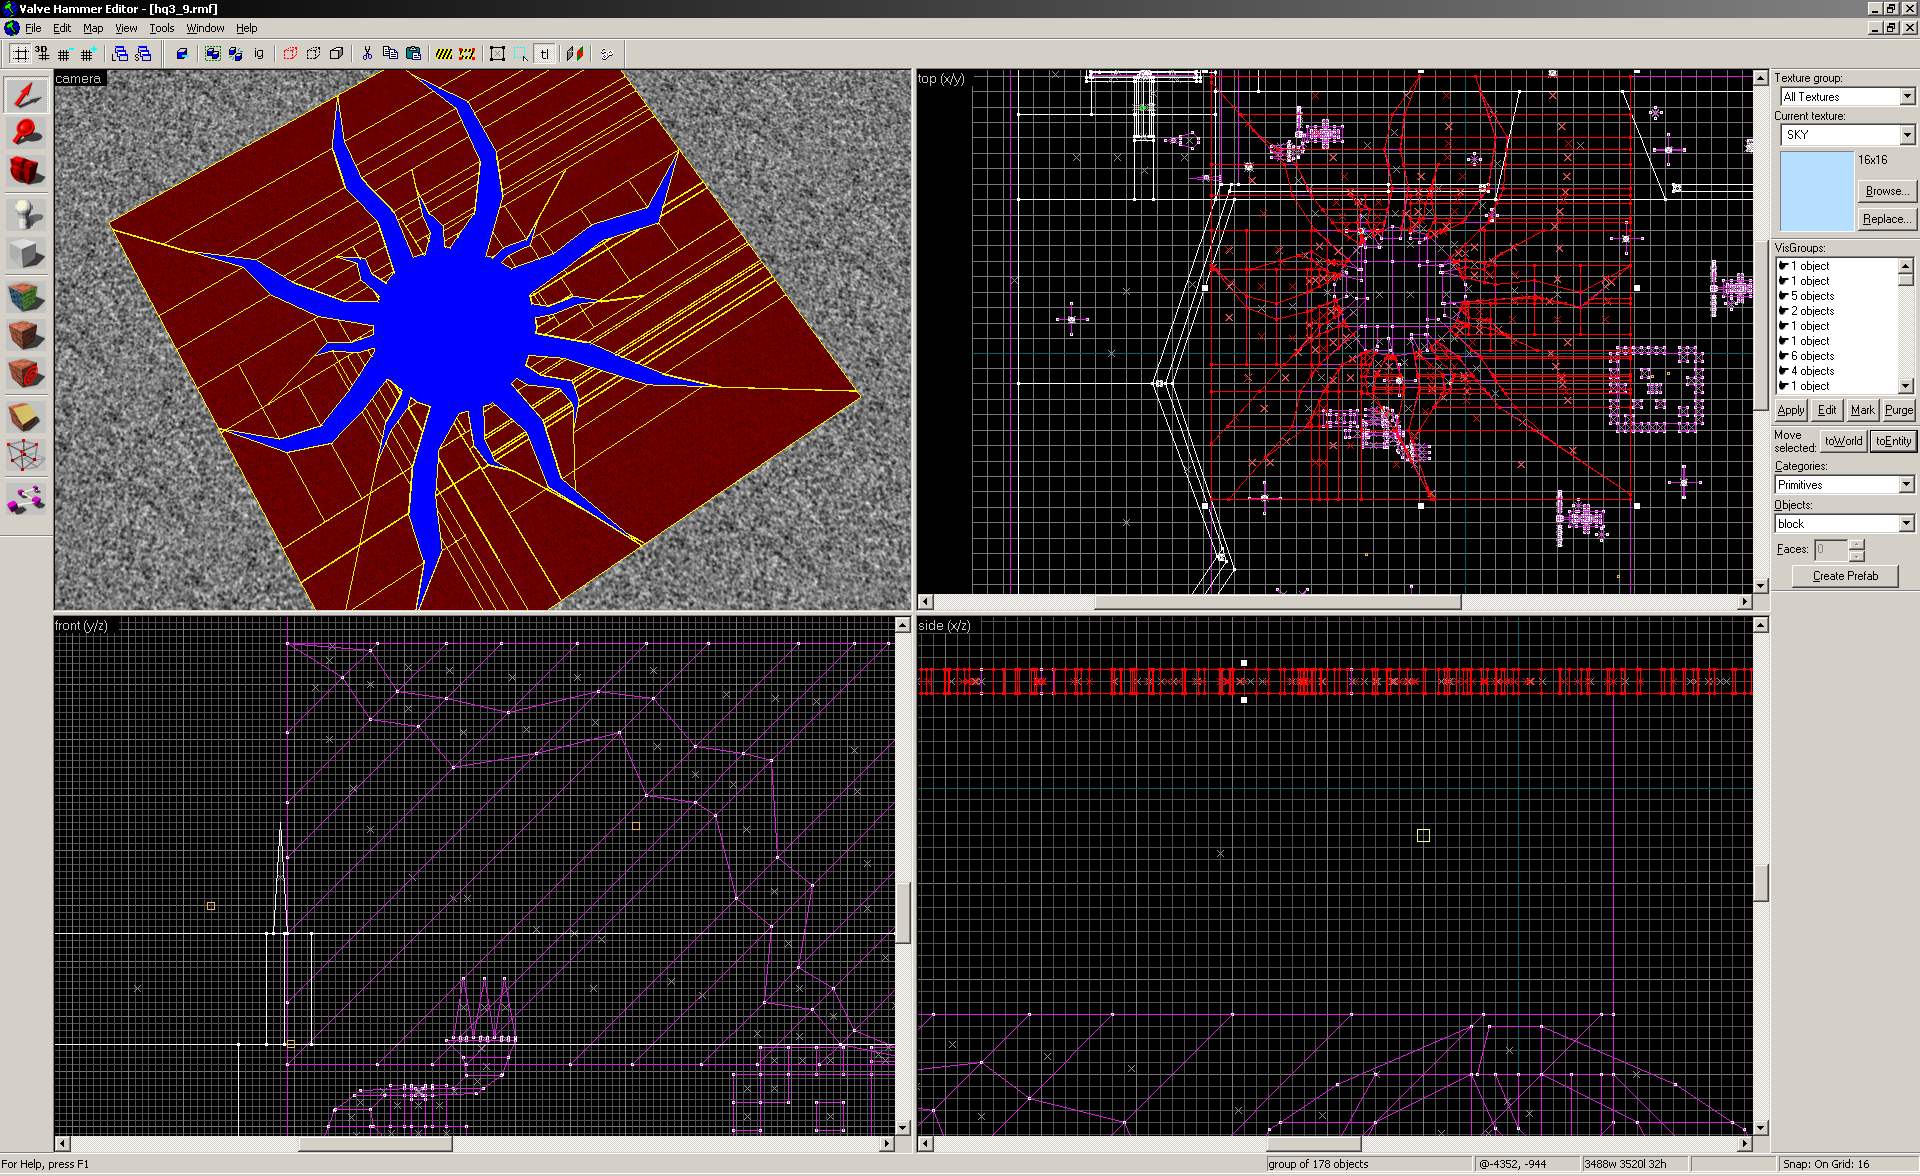 Valve Hammer Editor - [hq3_9.rmf]
File Edit Map View Tools Window Help
3D
ig
tl
camera
top (x/y)
front (y/z)
side (x/z)
Texture group:
All Textures
Current texture:
SKY
16x16
Browse...
Replace...
VisGroups:
1 object
1 object
5 objects
2 objects
1 object
1 object
6 objects
4 objects
1 object
Apply Edit Mark Purge
Move selected: toWorld toEntity
Categories:
Primitives
Objects:
block
Faces: 0
Create Prefab
For Help, press F1
group of 178 objects
@-4352, -944
3488w 3520l 32h
Snap: On Grid: 16